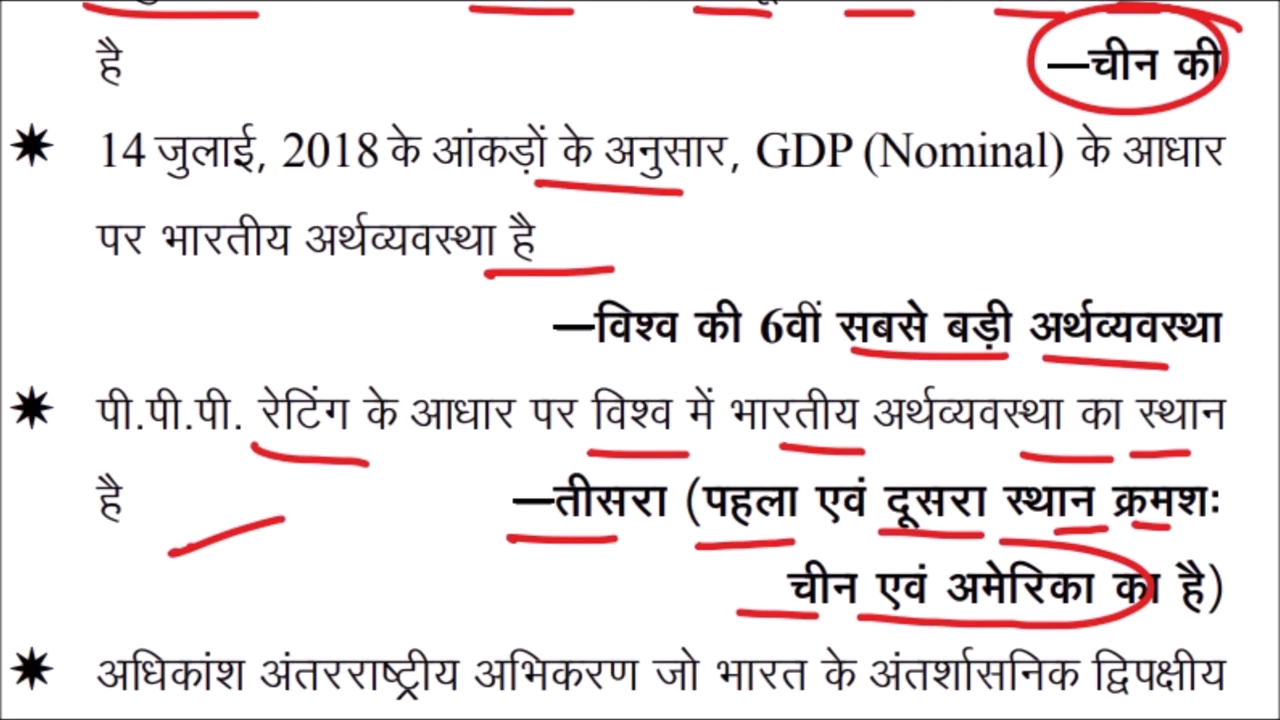 है
—चीन की
✷ 14 जुलाई, 2018 के आंकड़ों के अनुसार, GDP (Nominal) के आधार
पर भारतीय अर्थव्यवस्था है
—विश्व की 6वीं सबसे बड़ी अर्थव्यवस्था
✷ पी.पी.पी. रेटिंग के आधार पर विश्व में भारतीय अर्थव्यवस्था का स्थान
है —तीसरा (पहला एवं दूसरा स्थान क्रमशः
चीन एवं अमेरिका का है)
✷ अधिकांश अंतरराष्ट्रीय अभिकरण जो भारत के अंतर्शासनिक द्विपक्षीय